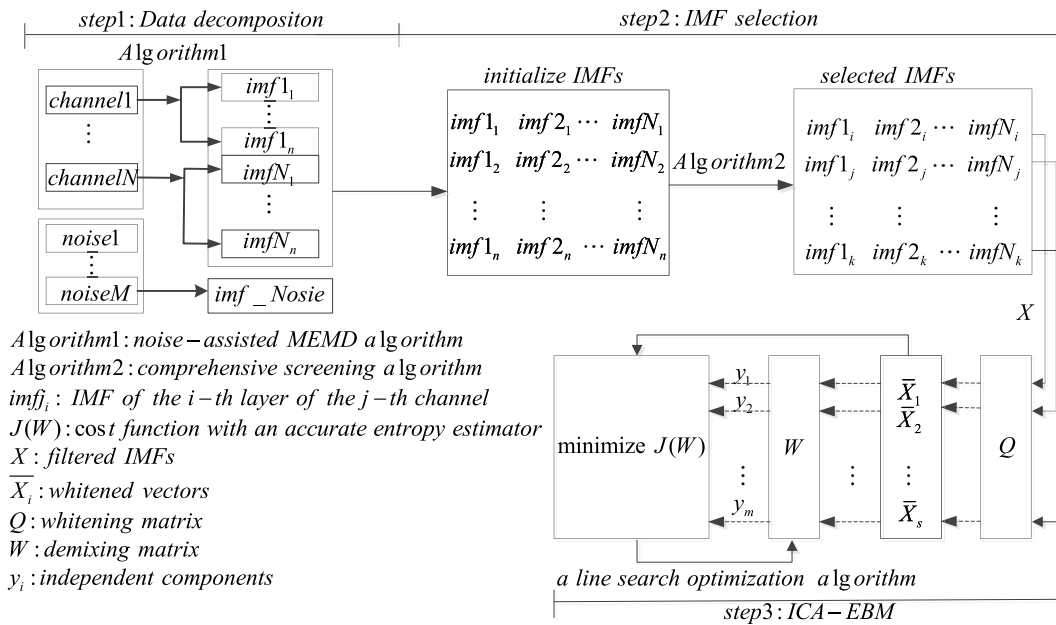 step1 : Data decompositon
step2 : IMF selection
Algorithm1
channel1
⋮
channelN
noise1
⋮
noiseM
imf1₁
⋮
imf1ₙ
imfN₁
⋮
imfNₙ
imf _ Nosie
initialize IMFs
imf1₁ imf2₁ ⋯ imfN₁
imf1₂ imf2₂ ⋯ imfN₂
⋮ ⋮ ⋮
imf1ₙ imf2ₙ ⋯ imfNₙ
Algorithm2
selected IMFs
imf1ᵢ imf2ᵢ ⋯ imfNᵢ
imf1ⱼ imf2ⱼ ⋯ imfNⱼ
⋮ ⋮ ⋮
imf1ₖ imf2ₖ ⋯ imfNₖ
X
Algorithm1 : noise−assisted MEMD algorithm
Algorithm2 : comprehensive screening algorithm
imfjᵢ : IMF of the i−th layer of the j−th channel
J(W) : cost function with an accurate entropy estimator
X : filtered IMFs
X̅ᵢ : whitened vectors
Q : whitening matrix
W : demixing matrix
yᵢ : independent components
minimize J(W)
y₁
y₂
⋮
yₘ
W
⋮
X̅₁
X̅₂
⋮
X̅ₛ
⋮
Q
a line search optimization algorithm
step3 : ICA−EBM